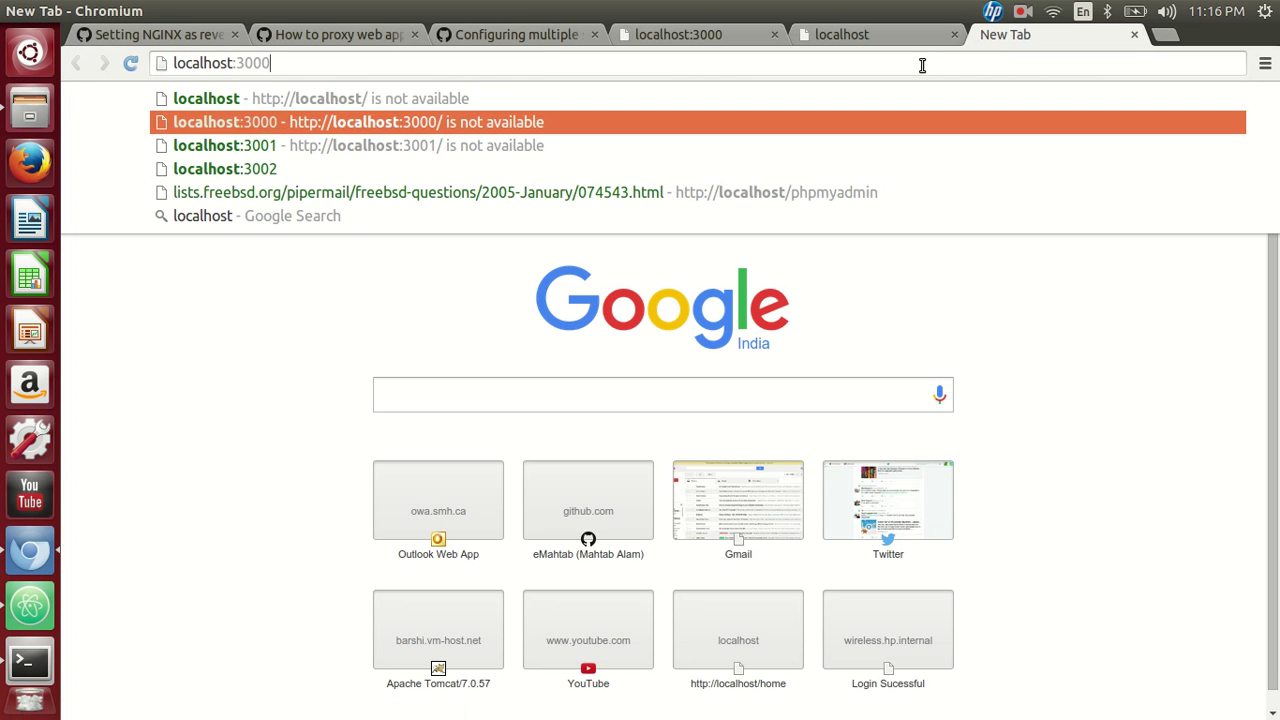 New Tab - Chromium
En
11:16 PM
Setting NGINX as reve
How to proxy web app
Configuring multiple
localhost:3000
localhost
New Tab
localhost:3000
localhost - http://localhost/ is not available
localhost:3000 - http://localhost:3000/ is not available
localhost:3001 - http://localhost:3001/ is not available
localhost:3002
lists.freebsd.org/pipermail/freebsd-questions/2005-January/074543.html - http://localhost/phpmyadmin
localhost - Google Search
Google
India
owa.smh.ca
github.com
Outlook Web App
eMahtab (Mahtab Alam)
Gmail
Twitter
barshi.vm-host.net
www.youtube.com
localhost
wireless.hp.internal
Apache Tomcat/7.0.57
YouTube
http://localhost/home
Login Sucessful
You
Tube